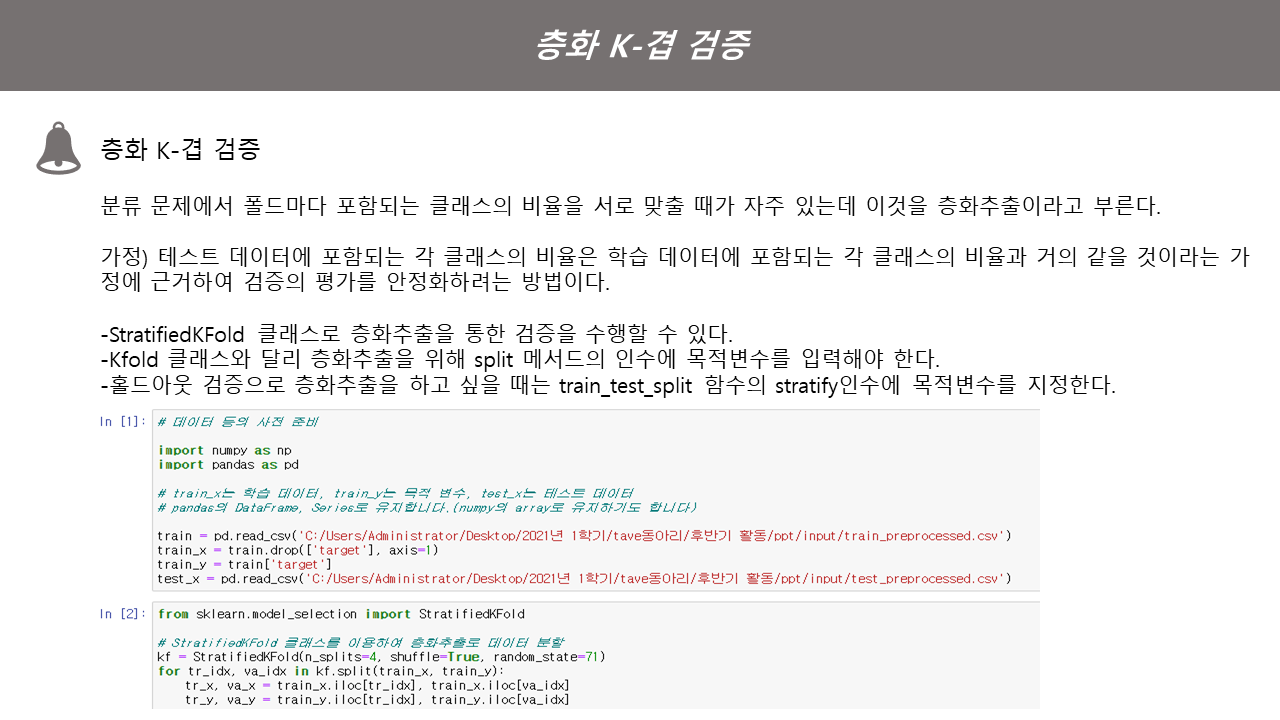 층화 K-겹 검증
층화 K-겹 검증
분류 문제에서 폴드마다 포함되는 클래스의 비율을 서로 맞출 때가 자주 있는데 이것을 층화추출이라고 부른다.
가정) 테스트 데이터에 포함되는 각 클래스의 비율은 학습 데이터에 포함되는 각 클래스의 비율과 거의 같을 것이라는 가
정에 근거하여 검증의 평가를 안정화하려는 방법이다.
-StratifiedKFold 클래스로 층화추출을 통한 검증을 수행할 수 있다.
-Kfold 클래스와 달리 층화추출을 위해 split 메서드의 인수에 목적변수를 입력해야 한다.
-홀드아웃 검증으로 층화추출을 하고 싶을 때는 train_test_split 함수의 stratify인수에 목적변수를 지정한다.
In [1]: # 데이터 등의 사전 준비
import numpy as np
import pandas as pd
# train_x는 학습 데이터, train_y는 목적 변수, test_x는 테스트 데이터
# pandas의 DataFrame, Series로 유지합니다.(numpy의 array로 유지하기도 합니다)
train = pd.read_csv('C:/Users/Administrator/Desktop/2021년 1학기/tave동아리/후반기 활동/ppt/input/train_preprocessed.csv')
train_x = train.drop(['target'], axis=1)
train_y = train['target']
test_x = pd.read_csv('C:/Users/Administrator/Desktop/2021년 1학기/tave동아리/후반기 활동/ppt/input/test_preprocessed.csv')
In [2]: from sklearn.model_selection import StratifiedKFold
# StratifiedKFold 클래스를 이용하여 층화추출로 데이터 분할
kf = StratifiedKFold(n_splits=4, shuffle=True, random_state=71)
for tr_idx, va_idx in kf.split(train_x, train_y):
tr_x, va_x = train_x.iloc[tr_idx], train_x.iloc[va_idx]
tr_y, va_y = train_y.iloc[tr_idx], train_y.iloc[va_idx]